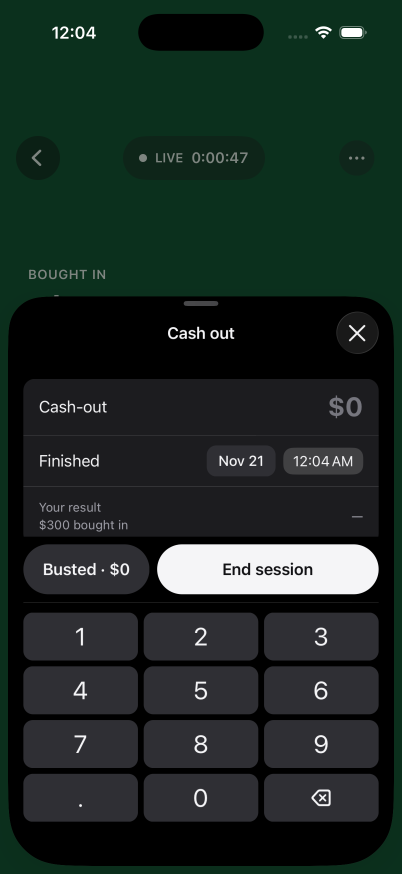 12:04
LIVE 0:00:47
BOUGHT IN
Cash out
Cash-out $0
Finished Nov 21 12:04 AM
Your result
$300 bought in –
Busted · $0 End session
1 2 3
4 5 6
7 8 9
. 0